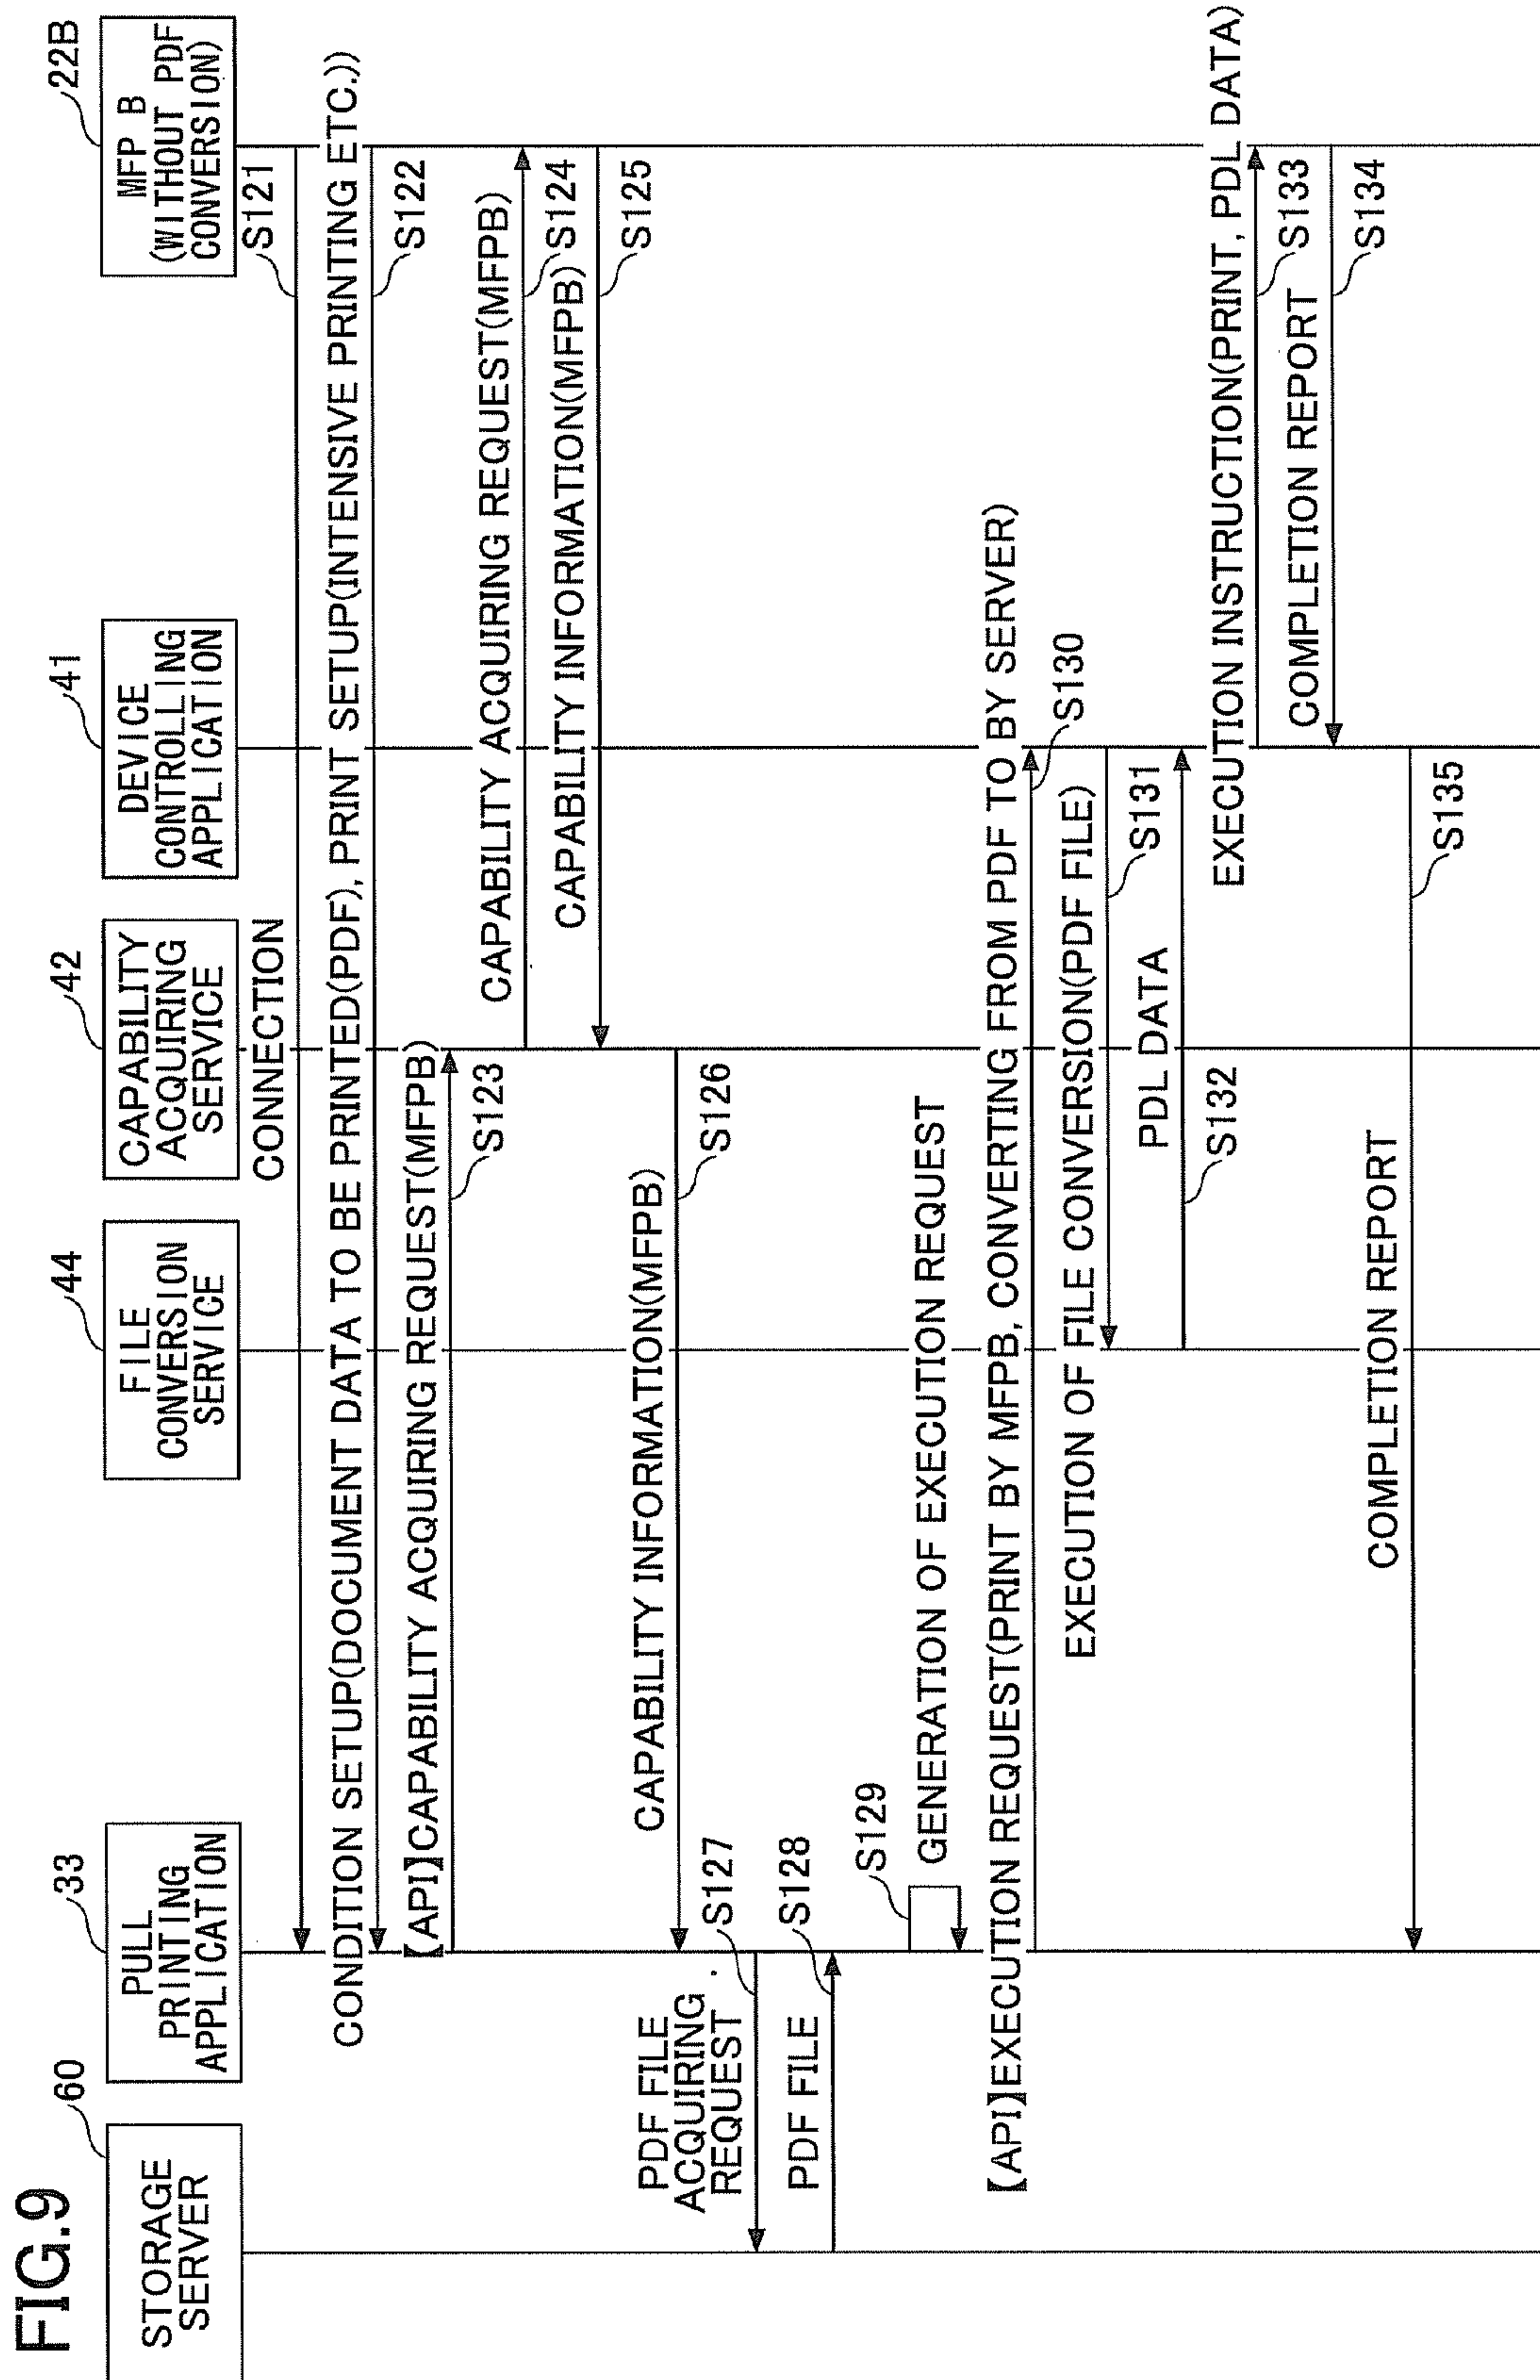 FIG.9
60
STORAGE
SERVER
33
PULL
PRINTING
APPLICATION
44
FILE
CONVERSION
SERVICE
42
CAPABILITY
ACQUIRING
SERVICE
41
DEVICE
CONTROLLING
APPLICATION
22B
MFP B
(WITHOUT PDF
CONVERSION)
CONNECTION
S121
CONDITION SETUP(DOCUMENT DATA TO BE PRINTED(PDF), PRINT SETUP(INTENSIVE PRINTING ETC.))
S122
【API】CAPABILITY ACQUIRING REQUEST(MFPB)
S123
CAPABILITY ACQUIRING REQUEST(MFPB)
S124
CAPABILITY INFORMATION(MFPB)
S125
CAPABILITY INFORMATION(MFPB)
S126
PDF FILE
ACQUIRING
REQUEST
S127
PDF FILE
S128
S129
GENERATION OF EXECUTION REQUEST
【API】EXECUTION REQUEST(PRINT BY MFPB, CONVERTING FROM PDF TO BY SERVER)
S130
EXECUTION OF FILE CONVERSION(PDF FILE)
S131
PDL DATA
S132
EXECUTION INSTRUCTION(PRINT, PDL DATA)
S133
COMPLETION REPORT
S134
COMPLETION REPORT
S135